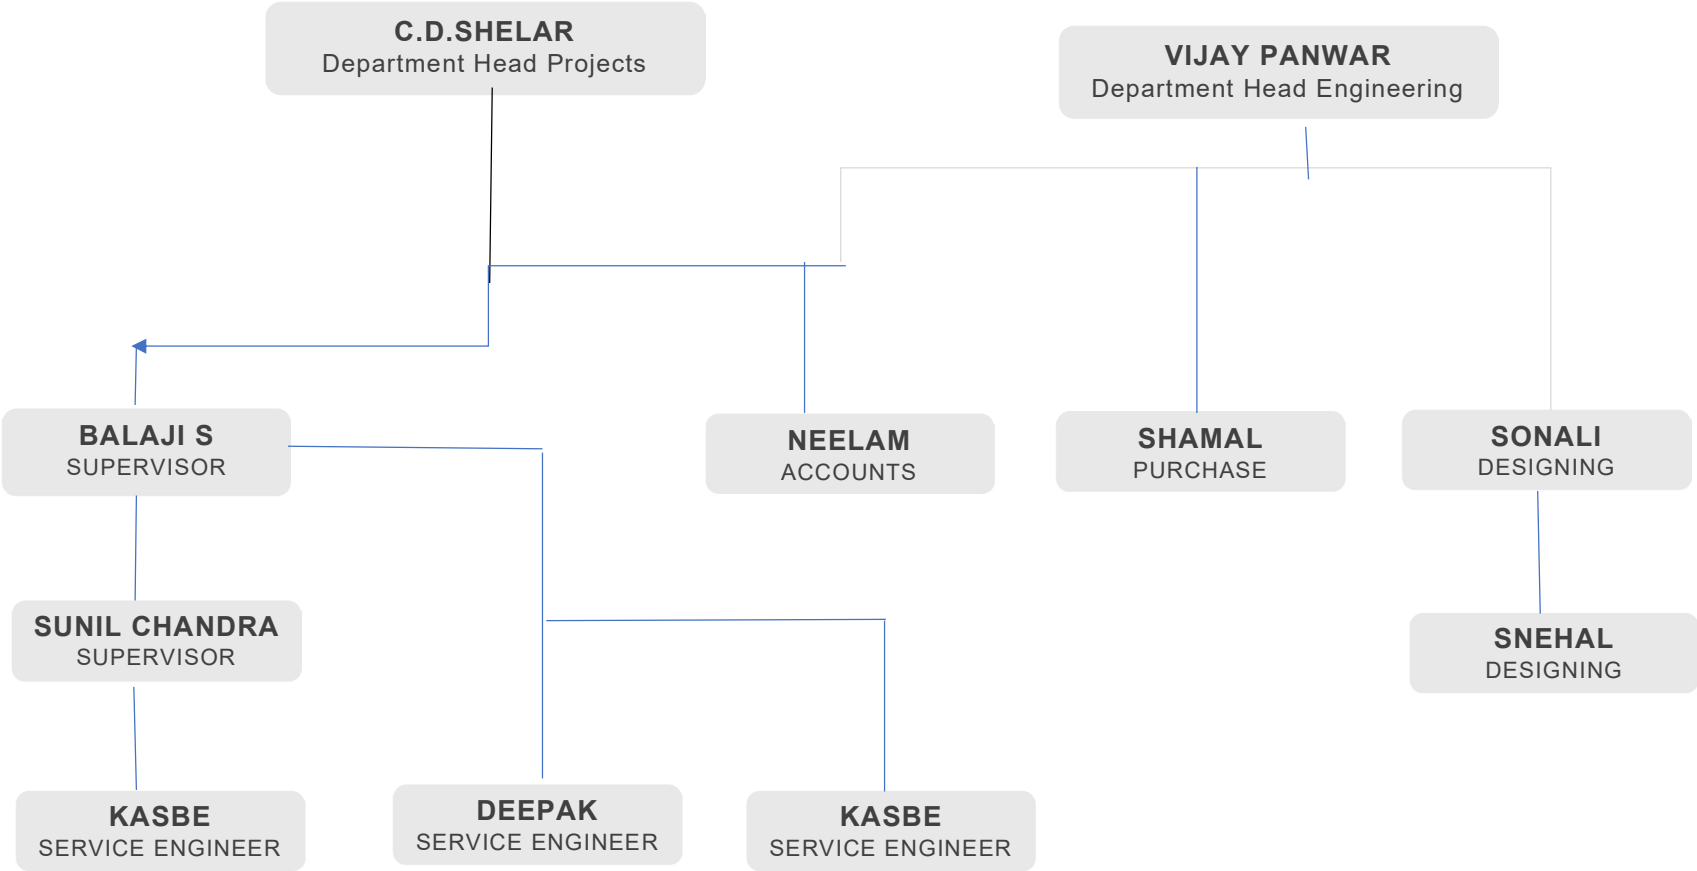 C.D.SHELAR
Department Head Projects
VIJAY PANWAR
Department Head Engineering
BALAJI S
SUPERVISOR
NEELAM
ACCOUNTS
SHAMAL
PURCHASE
SONALI
DESIGNING
SUNIL CHANDRA
SUPERVISOR
SNEHAL
DESIGNING
KASBE
SERVICE ENGINEER
DEEPAK
SERVICE ENGINEER
KASBE
SERVICE ENGINEER